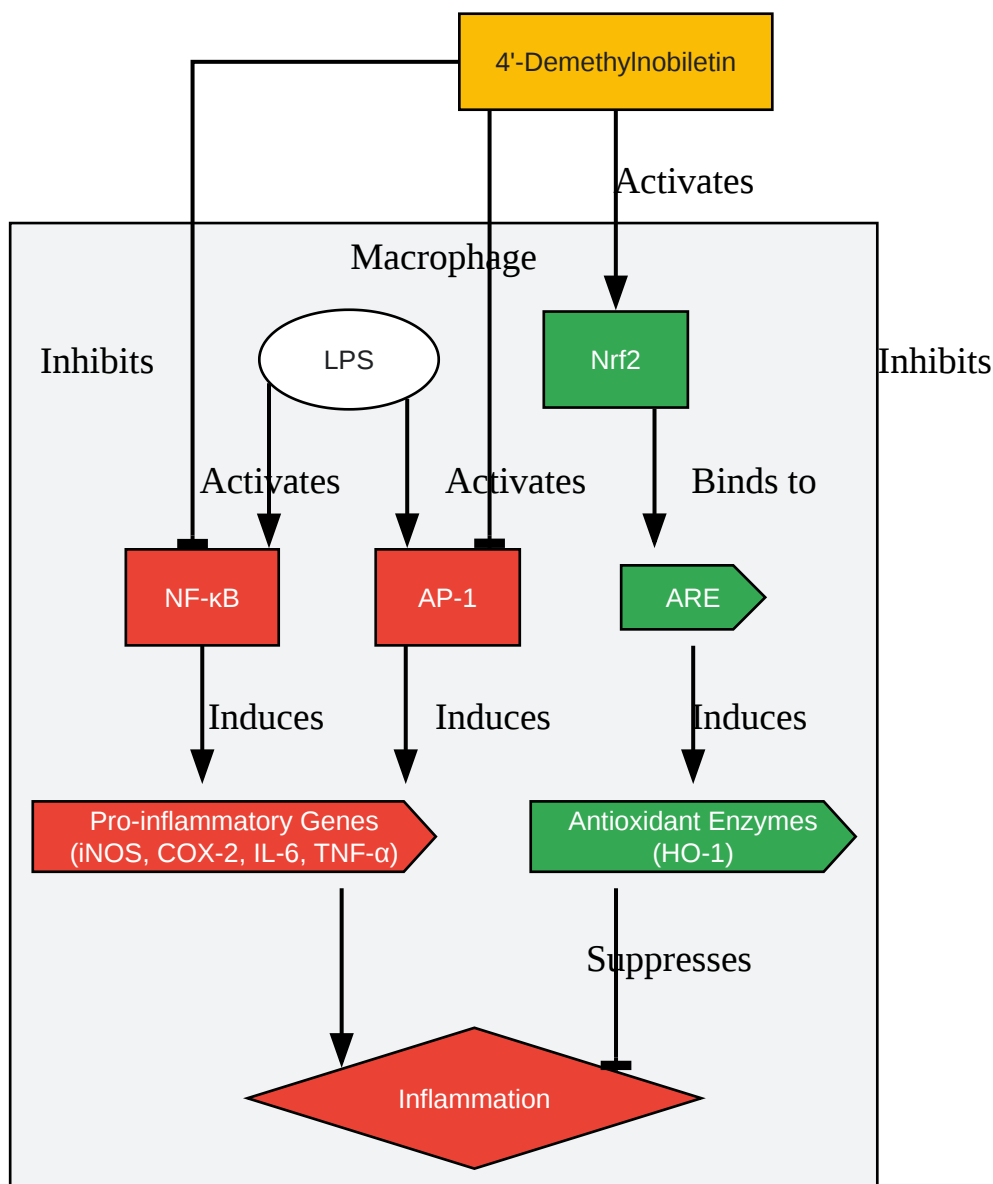 4'-Demethylnobiletin
Activates
Macrophage
Inhibits
LPS
Nrf2
Inhibits
Activates
Activates
Binds to
NF-κB
AP-1
ARE
Induces
Induces
Induces
Pro-inflammatory Genes
(iNOS, COX-2, IL-6, TNF-α)
Antioxidant Enzymes
(HO-1)
Suppresses
Inflammation